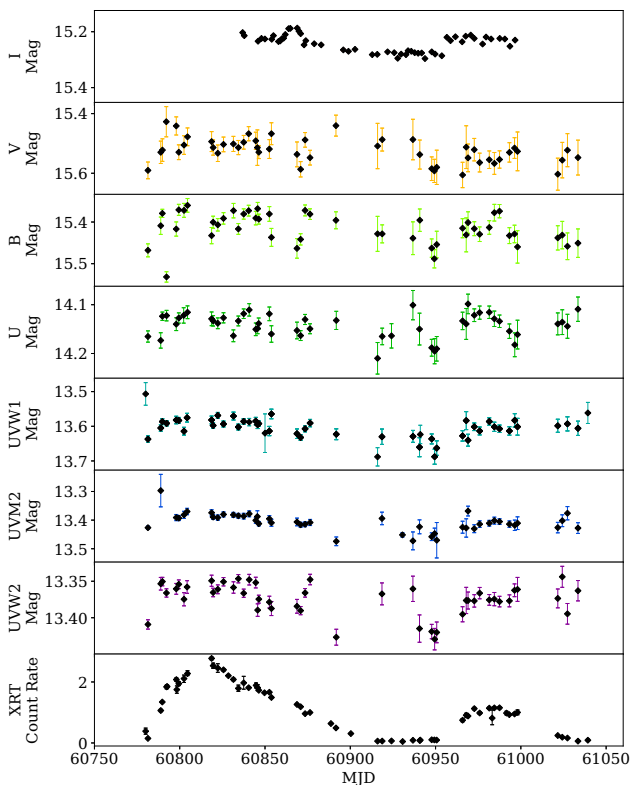 15.2
15.4
I
Mag
15.4
15.6
V
Mag
15.4
15.5
B
Mag
14.1
14.2
U
Mag
13.5
13.6
13.7
UVW1
Mag
13.3
13.4
13.5
UVM2
Mag
13.35
13.40
UVW2
Mag
2
0
XRT
Count Rate
60750 60800 60850 60900 60950 61000 61050
MJD